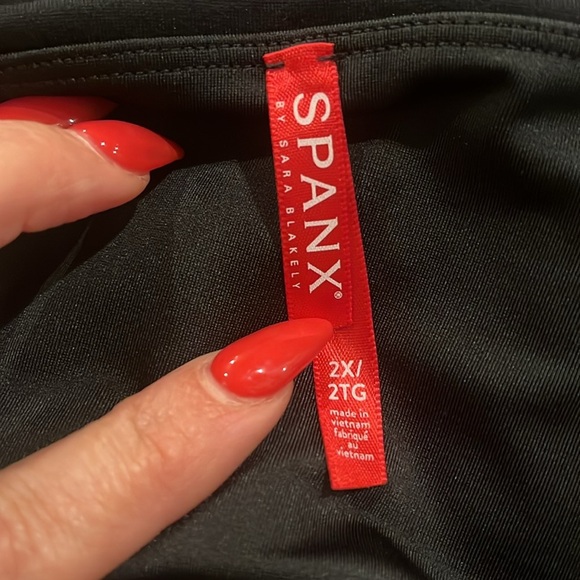 SPANX®
BY SARA BLAKELY
2X/
2TG
made in
vietnam
fabriqué
au
vietnam